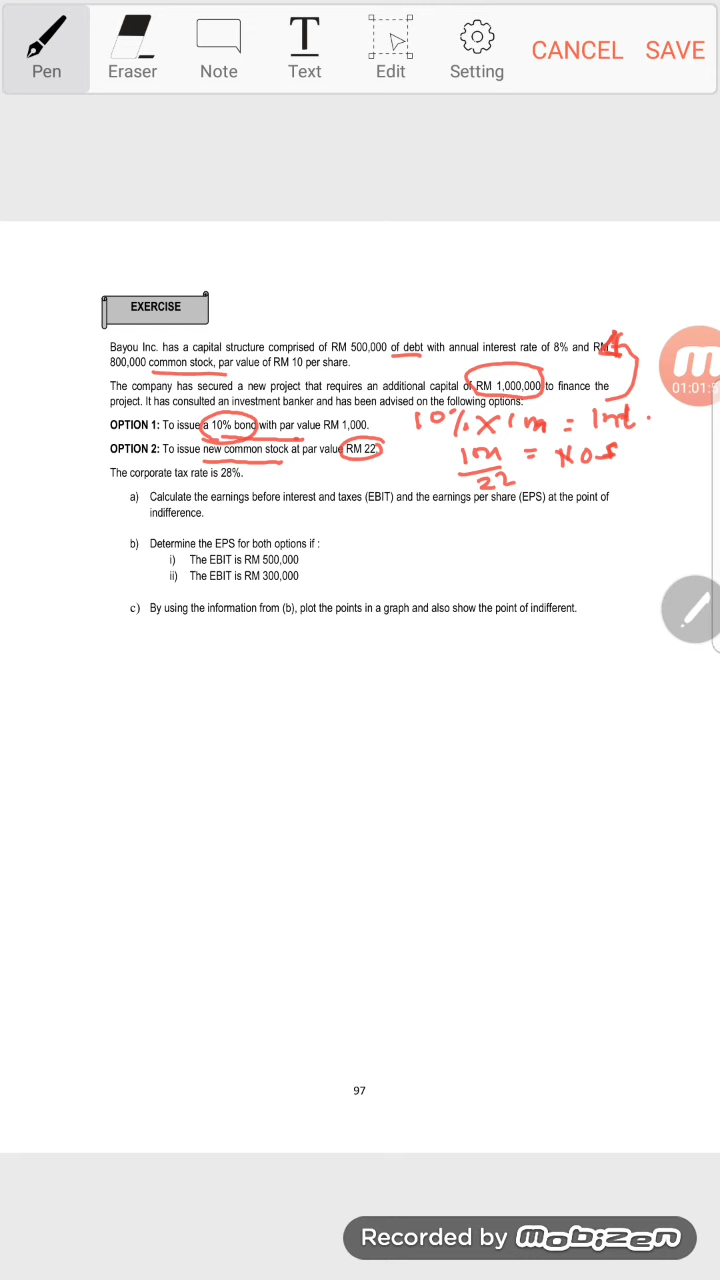 Pen Eraser Note Text Edit Setting CANCEL SAVE
EXERCISE
Bayou Inc. has a capital structure comprised of RM 500,000 of debt with annual interest rate of 8% and RM
800,000 common stock, par value of RM 10 per share.
The company has secured a new project that requires an additional capital of RM 1,000,000 to finance the
project. It has consulted an investment banker and has been advised on the following options:
OPTION 1: To issue a 10% bond with par value RM 1,000.
10% X 1m = Int.
OPTION 2: To issue new common stock at par value RM 22.
1m/22 = NOS
The corporate tax rate is 28%.
a) Calculate the earnings before interest and taxes (EBIT) and the earnings per share (EPS) at the point of
indifference.
b) Determine the EPS for both options if :
i) The EBIT is RM 500,000
ii) The EBIT is RM 300,000
c) By using the information from (b), plot the points in a graph and also show the point of indifferent.
97
m
01:01:5
Recorded by mobizen